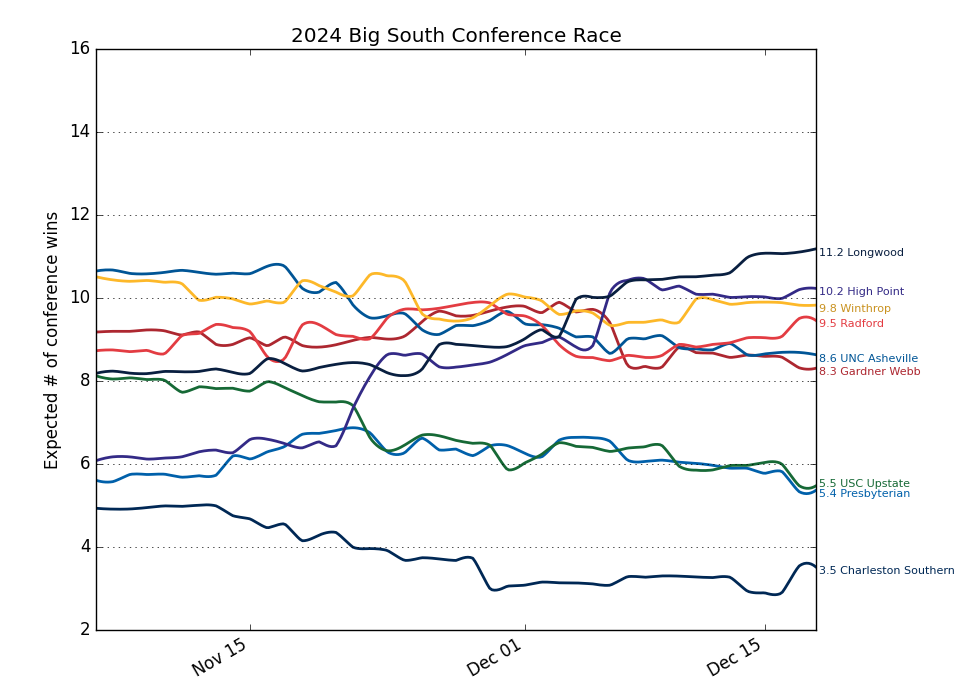 2024 Big South Conference Race
Expected # of conference wins
16
14
12
10
8
6
4
2
Nov 15
Dec 01
Dec 15
11.2 Longwood
10.2 High Point
9.8 Winthrop
9.5 Radford
8.6 UNC Asheville
8.3 Gardner Webb
5.5 USC Upstate
5.4 Presbyterian
3.5 Charleston Southern